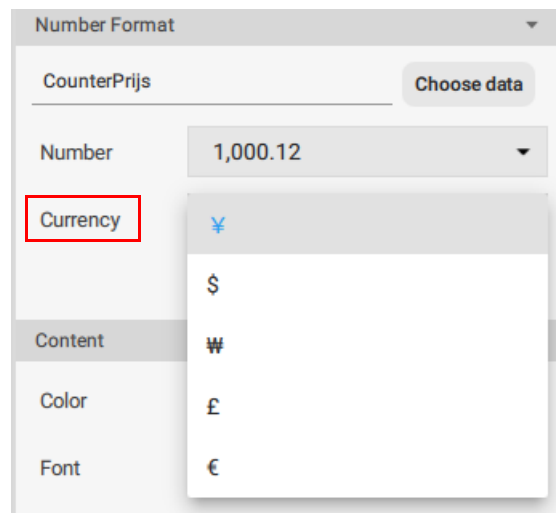 Number Format
CounterPrijs
Choose data
Number
1,000.12
Currency
¥
$
₩
Content
Color
£
Font
€